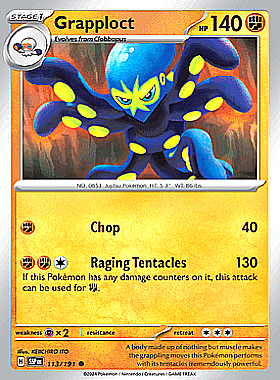 STAGE 1
Grapploct
HP 140
Evolves from Clobbopus
NO. 0853 Jujitsu Pokémon HT: 5'3" WT: 86 lbs.
Chop 40
Raging Tentacles 130
If this Pokémon has any damage counters on it, this attack
can be used for
weakness ×2 resistance retreat
Illus. KEIICHIRO ITO
H SSP EN 113/191
©2024 Pokémon / Nintendo / Creatures / GAME FREAK
A body made up of nothing but muscle makes
the grappling moves this Pokémon performs
with its tentacles tremendously powerful.